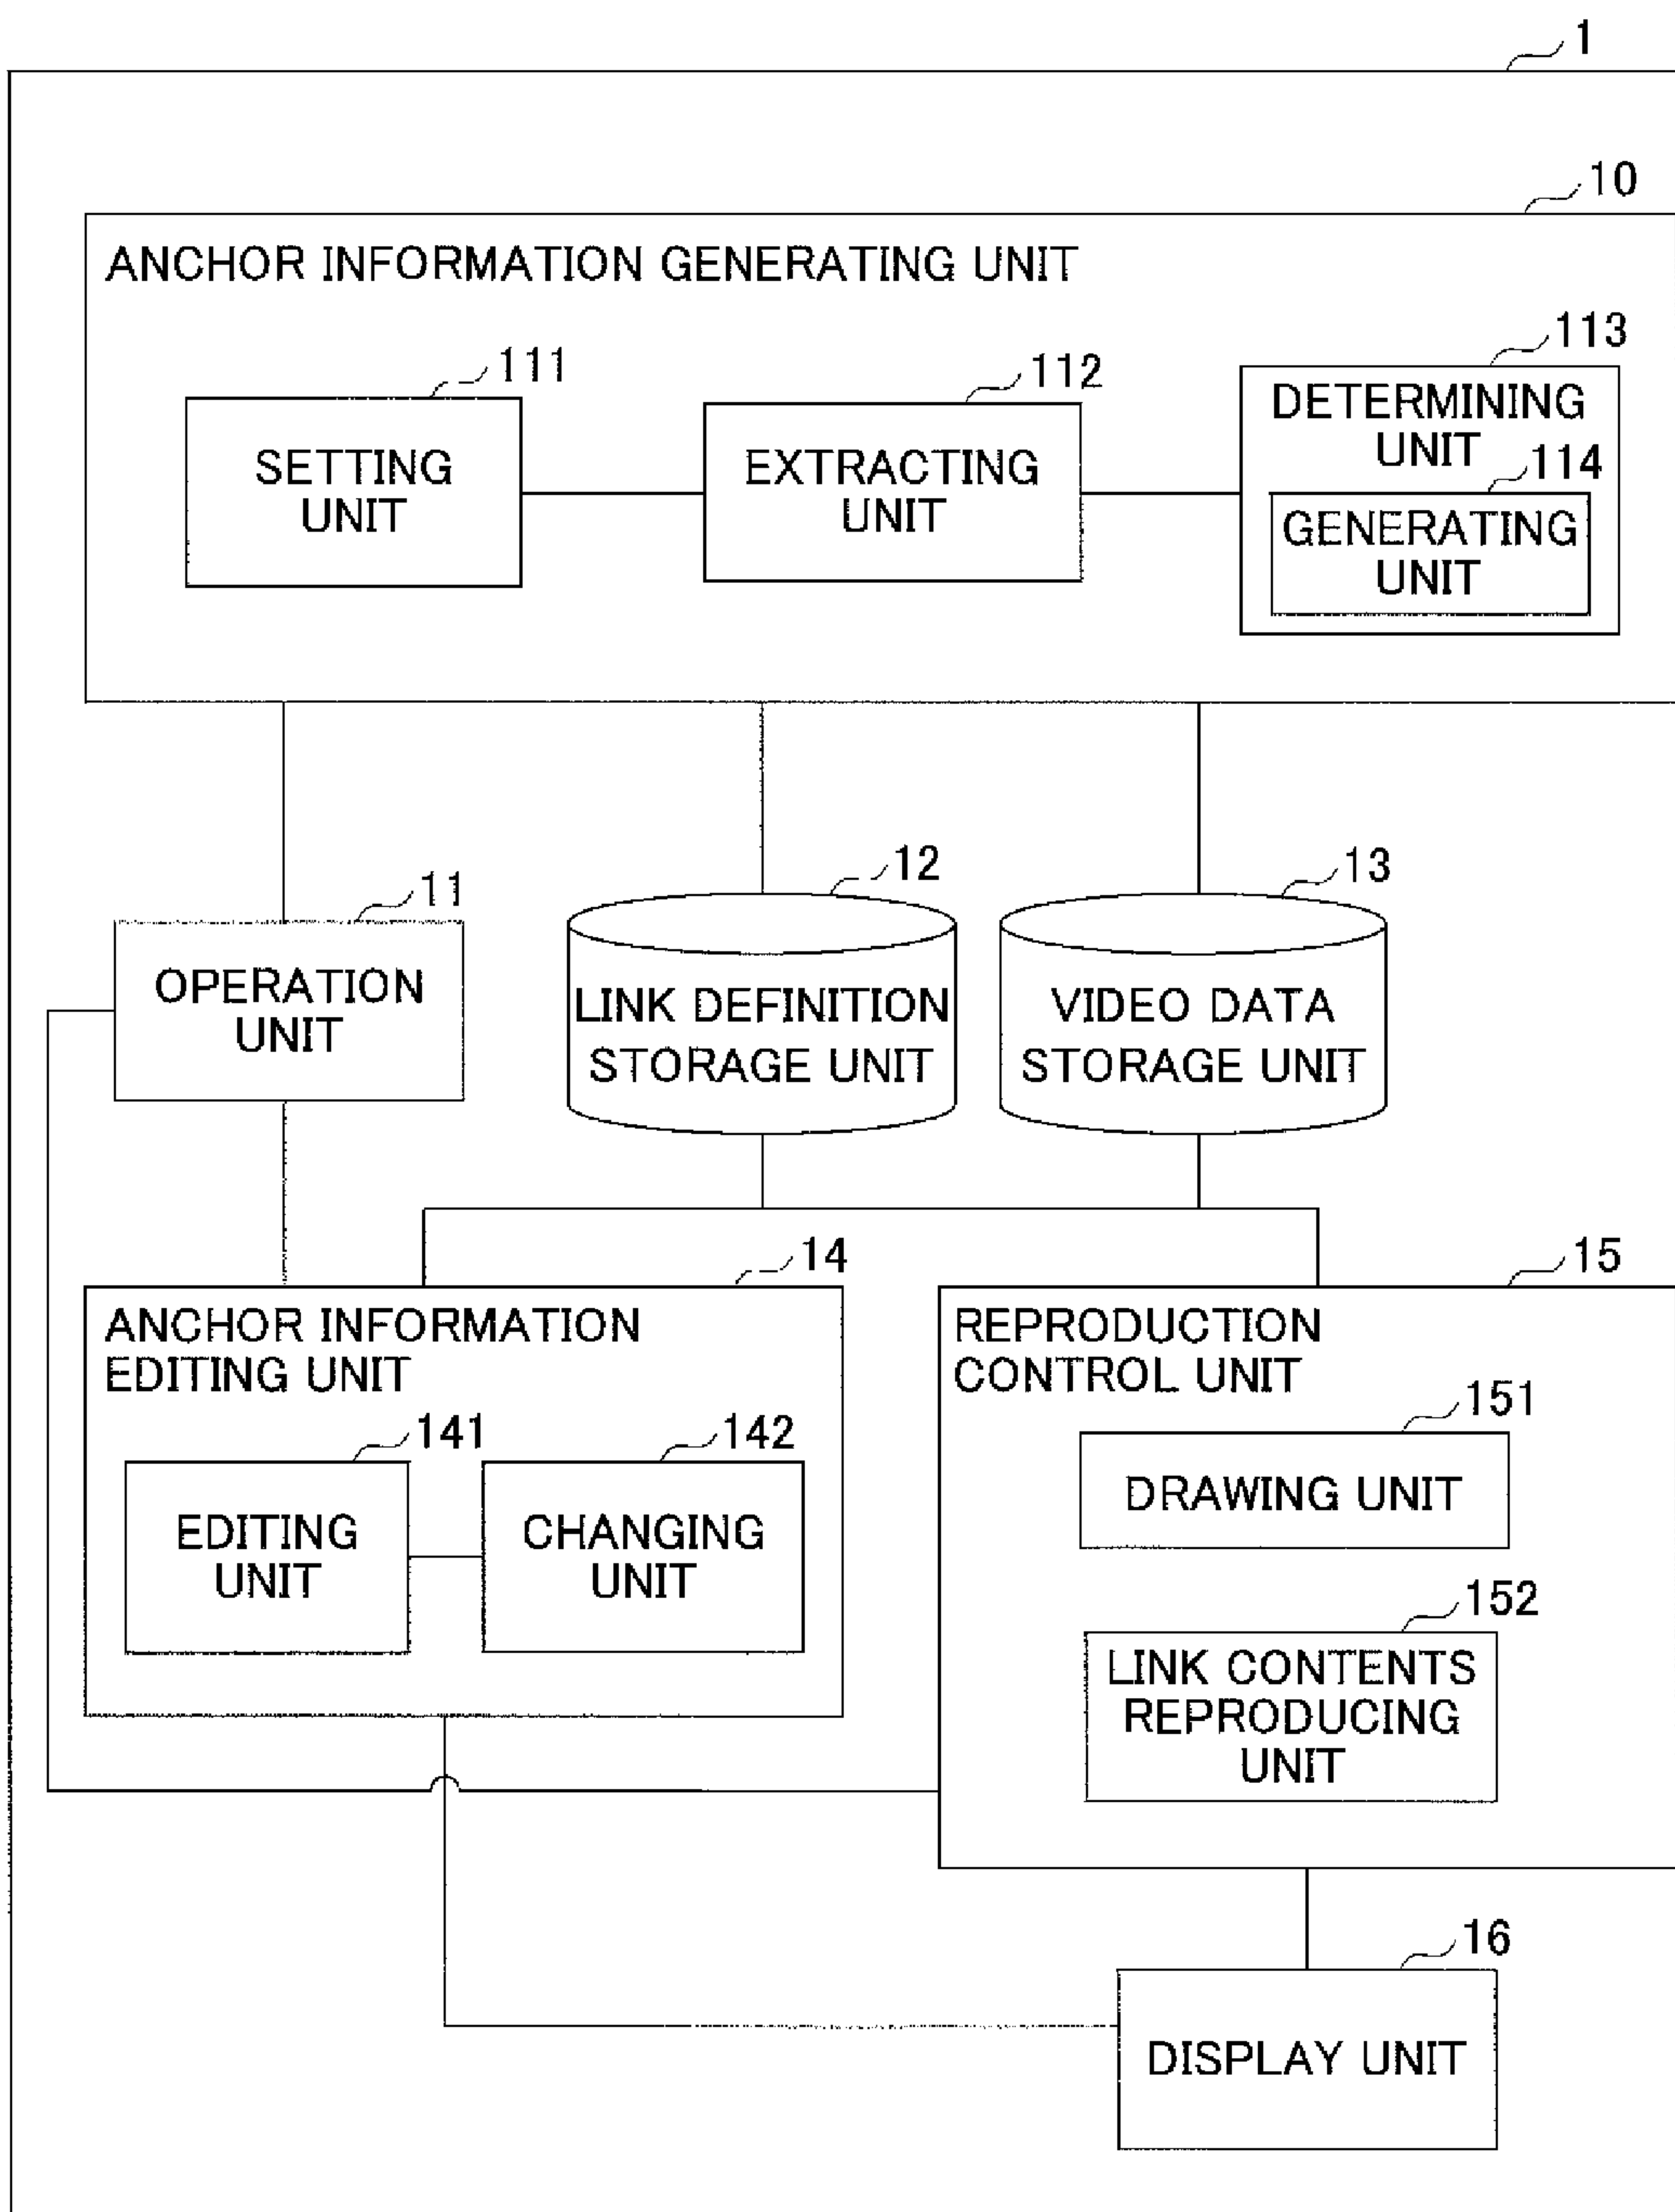 1
10
ANCHOR INFORMATION GENERATING UNIT
111
SETTING
UNIT
112
EXTRACTING
UNIT
113
DETERMINING
UNIT
114
GENERATING
UNIT
11
OPERATION
UNIT
12
LINK DEFINITION
STORAGE UNIT
13
VIDEO DATA
STORAGE UNIT
14
ANCHOR INFORMATION
EDITING UNIT
141
EDITING
UNIT
142
CHANGING
UNIT
15
REPRODUCTION
CONTROL UNIT
151
DRAWING UNIT
152
LINK CONTENTS
REPRODUCING
UNIT
16
DISPLAY UNIT